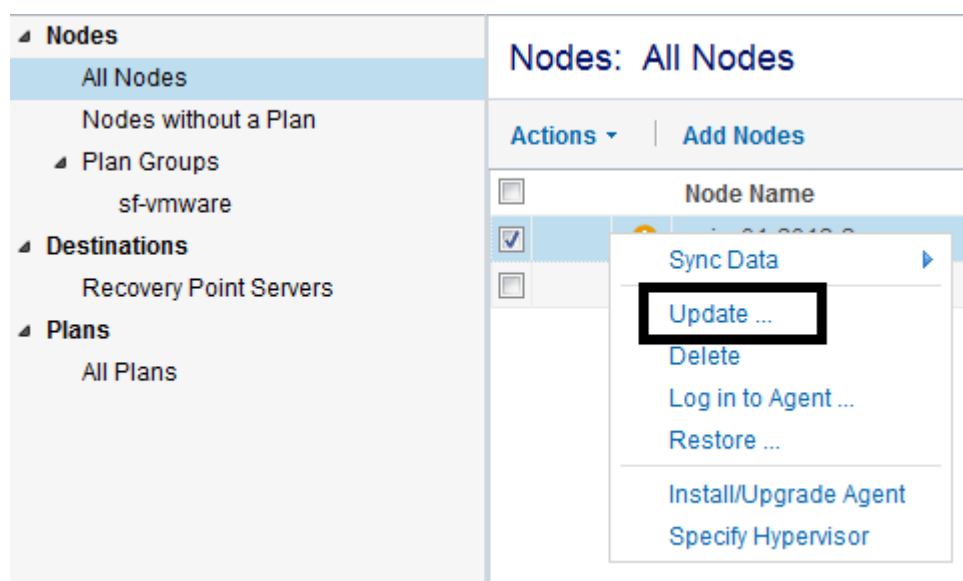 Nodes
All Nodes
Nodes without a Plan
Plan Groups
sf-vmware
Destinations
Recovery Point Servers
Plans
All Plans
Nodes: All Nodes
Actions
Add Nodes
Node Name
Sync Data
Update ...
Delete
Log in to Agent ...
Restore ...
Install/Upgrade Agent
Specify Hypervisor